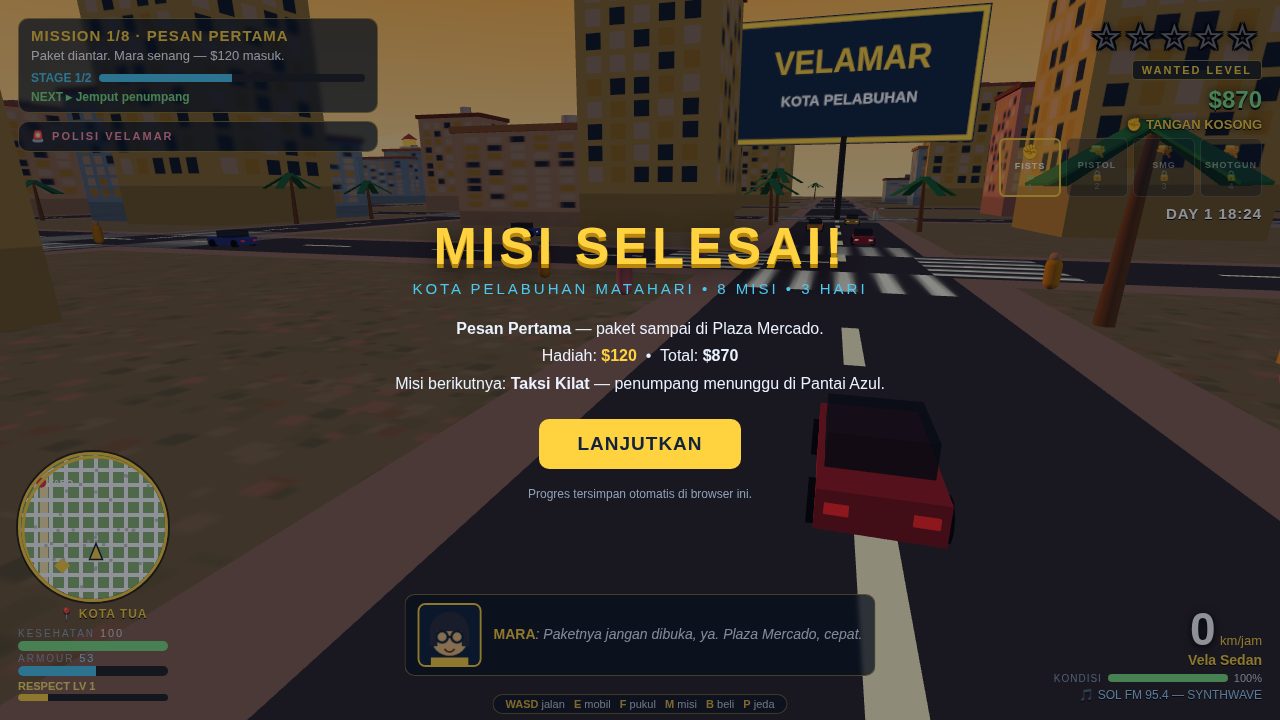 MISSION 1/8 · PESAN PERTAMA
Paket diantar. Mara senang — $120 masuk.
STAGE 1/2
NEXT ▸ Jemput penumpang
🚨 POLISI VELAMAR
VELAMAR
KOTA PELABUHAN
WANTED LEVEL
$870
✊ TANGAN KOSONG
FISTS
PISTOL
2
SMG
3
SHOTGUN
4
DAY 1 18:24
MISI SELESAI!
KOTA PELABUHAN MATAHARI • 8 MISI • 3 HARI
Pesan Pertama — paket sampai di Plaza Mercado.
Hadiah: $120 • Total: $870
Misi berikutnya: Taksi Kilat — penumpang menunggu di Pantai Azul.
LANJUTKAN
Progres tersimpan otomatis di browser ini.
📍 KOTA TUA
KESEHATAN 100
ARMOUR 53
RESPECT LV 1
MARA: Paketnya jangan dibuka, ya. Plaza Mercado, cepat.
WASD jalan E mobil F pukul M misi B beli P jeda
0 km/jam
Vela Sedan
KONDISI 100%
🎵 SOL FM 95.4 — SYNTHWAVE